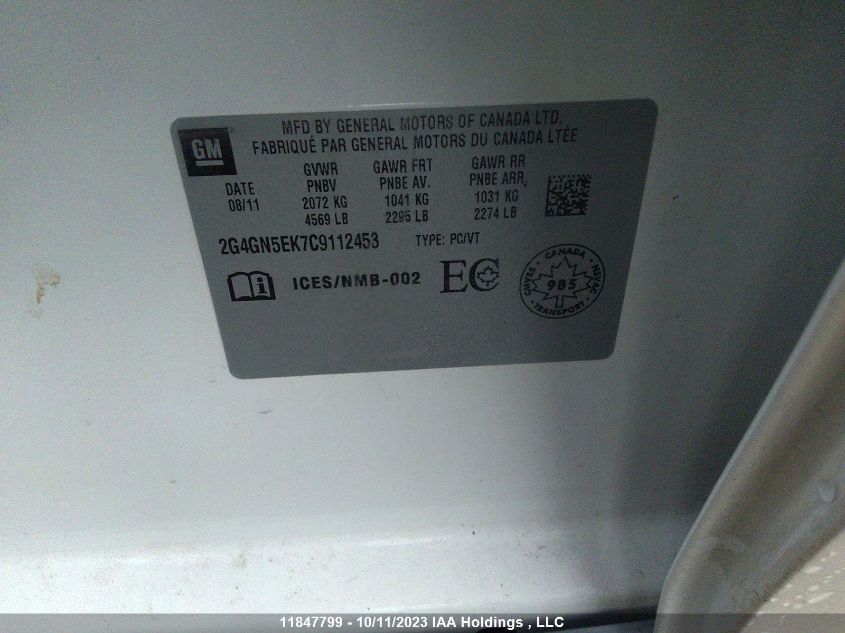 GM
MFD BY GENERAL MOTORS OF CANADA LTD.
FABRIQUÉ PAR GENERAL MOTORS DU CANADA LTÉE
DATE
08/11
GVWR
PNBV
2072 KG
4569 LB
GAWR FRT
PNBE AV.
1041 KG
2295 LB
GAWR RR
PNBE ARR.
1031 KG
2274 LB
2G4GN5EK7C9112453 TYPE: PC/VT
i ICES/NMB-002 EC
CANADA
CMVSS 985 NSVAC
TRANSPORT
11847799 - 10/11/2023 IAA Holdings , LLC